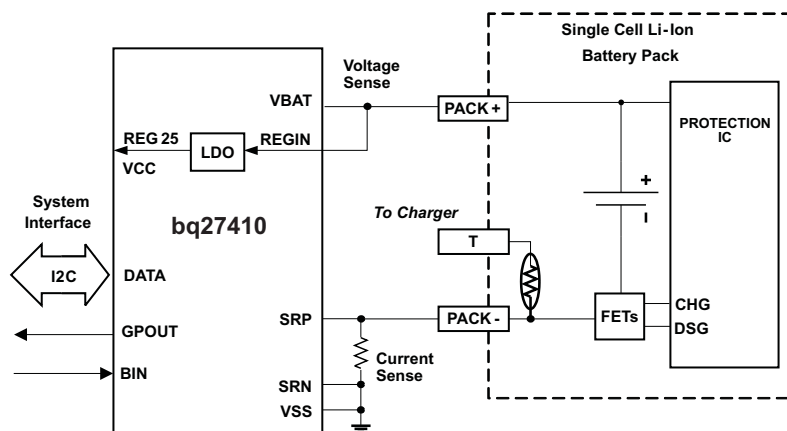 Single Cell Li-Ion
Battery Pack
Voltage
Sense
VBAT
PACK+
PROTECTION
IC
REG 25
LDO
REGIN
VCC
+
-
System
Interface
bq27410
To Charger
T
I2C
DATA
SRP
PACK-
FETs
CHG
DSG
GPOUT
Current
Sense
BIN
SRN
VSS